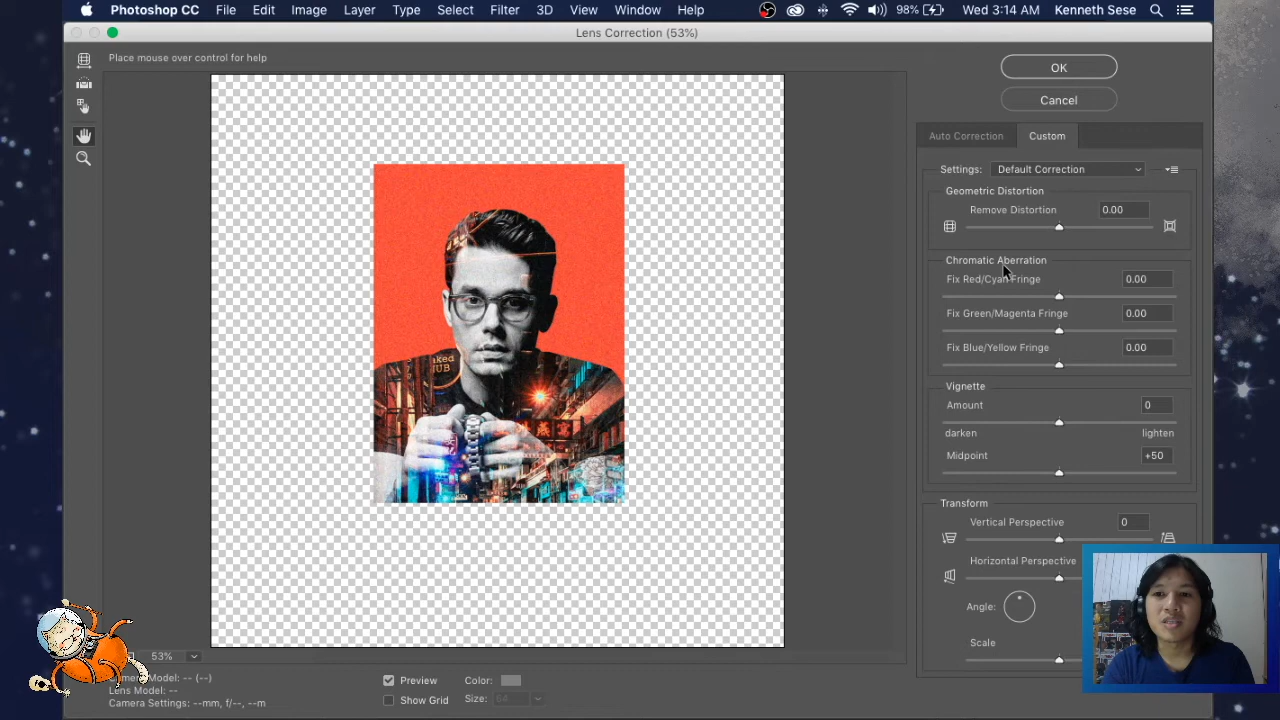 Photoshop CC File Edit Image Layer Type Select Filter 3D View Window Help 98% Wed 3:14 AM Kenneth Sese
Lens Correction (53%)
Place mouse over control for help
OK
Cancel
Auto Correction Custom
Settings: Default Correction
Geometric Distortion
Remove Distortion 0.00
Chromatic Aberration
Fix Red/Cyan Fringe 0.00
Fix Green/Magenta Fringe 0.00
Fix Blue/Yellow Fringe 0.00
Vignette
Amount 0
darken lighten
Midpoint +50
Transform
Vertical Perspective 0
Horizontal Perspective
Angle:
Scale
aked
UB
53%
Camera Model: -- (--)
Lens Model: --
Camera Settings: --mm, f/--, --m
Preview Color:
Show Grid Size: 64